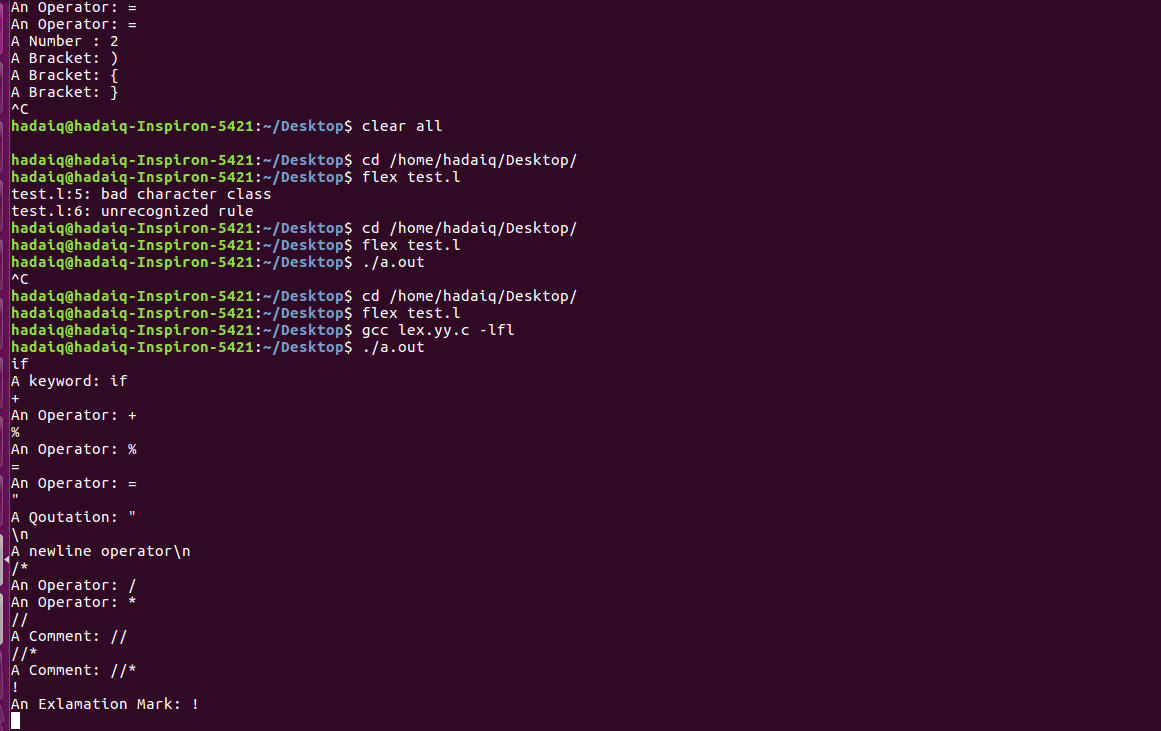 An Operator: =
An Operator: =
A Number : 2
A Bracket: )
A Bracket: {
A Bracket: }
^C
hadaiq@hadaiq-Inspiron-5421:~/Desktop$ clear all
hadaiq@hadaiq-Inspiron-5421:~/Desktop$ cd /home/hadaiq/Desktop/
hadaiq@hadaiq-Inspiron-5421:~/Desktop$ flex test.l
test.l:5: bad character class
test.l:6: unrecognized rule
hadaiq@hadaiq-Inspiron-5421:~/Desktop$ cd /home/hadaiq/Desktop/
hadaiq@hadaiq-Inspiron-5421:~/Desktop$ flex test.l
hadaiq@hadaiq-Inspiron-5421:~/Desktop$ ./a.out
^C
hadaiq@hadaiq-Inspiron-5421:~/Desktop$ cd /home/hadaiq/Desktop/
hadaiq@hadaiq-Inspiron-5421:~/Desktop$ flex test.l
hadaiq@hadaiq-Inspiron-5421:~/Desktop$ gcc lex.yy.c -lfl
hadaiq@hadaiq-Inspiron-5421:~/Desktop$ ./a.out
if
A keyword: if
+
An Operator: +
%
An Operator: %
=
An Operator: =
"
A Qoutation: "
\n
A newline operator\n
/*
An Operator: /
An Operator: *
//
A Comment: //
//*
A Comment: //*
!
An Exlamation Mark: !